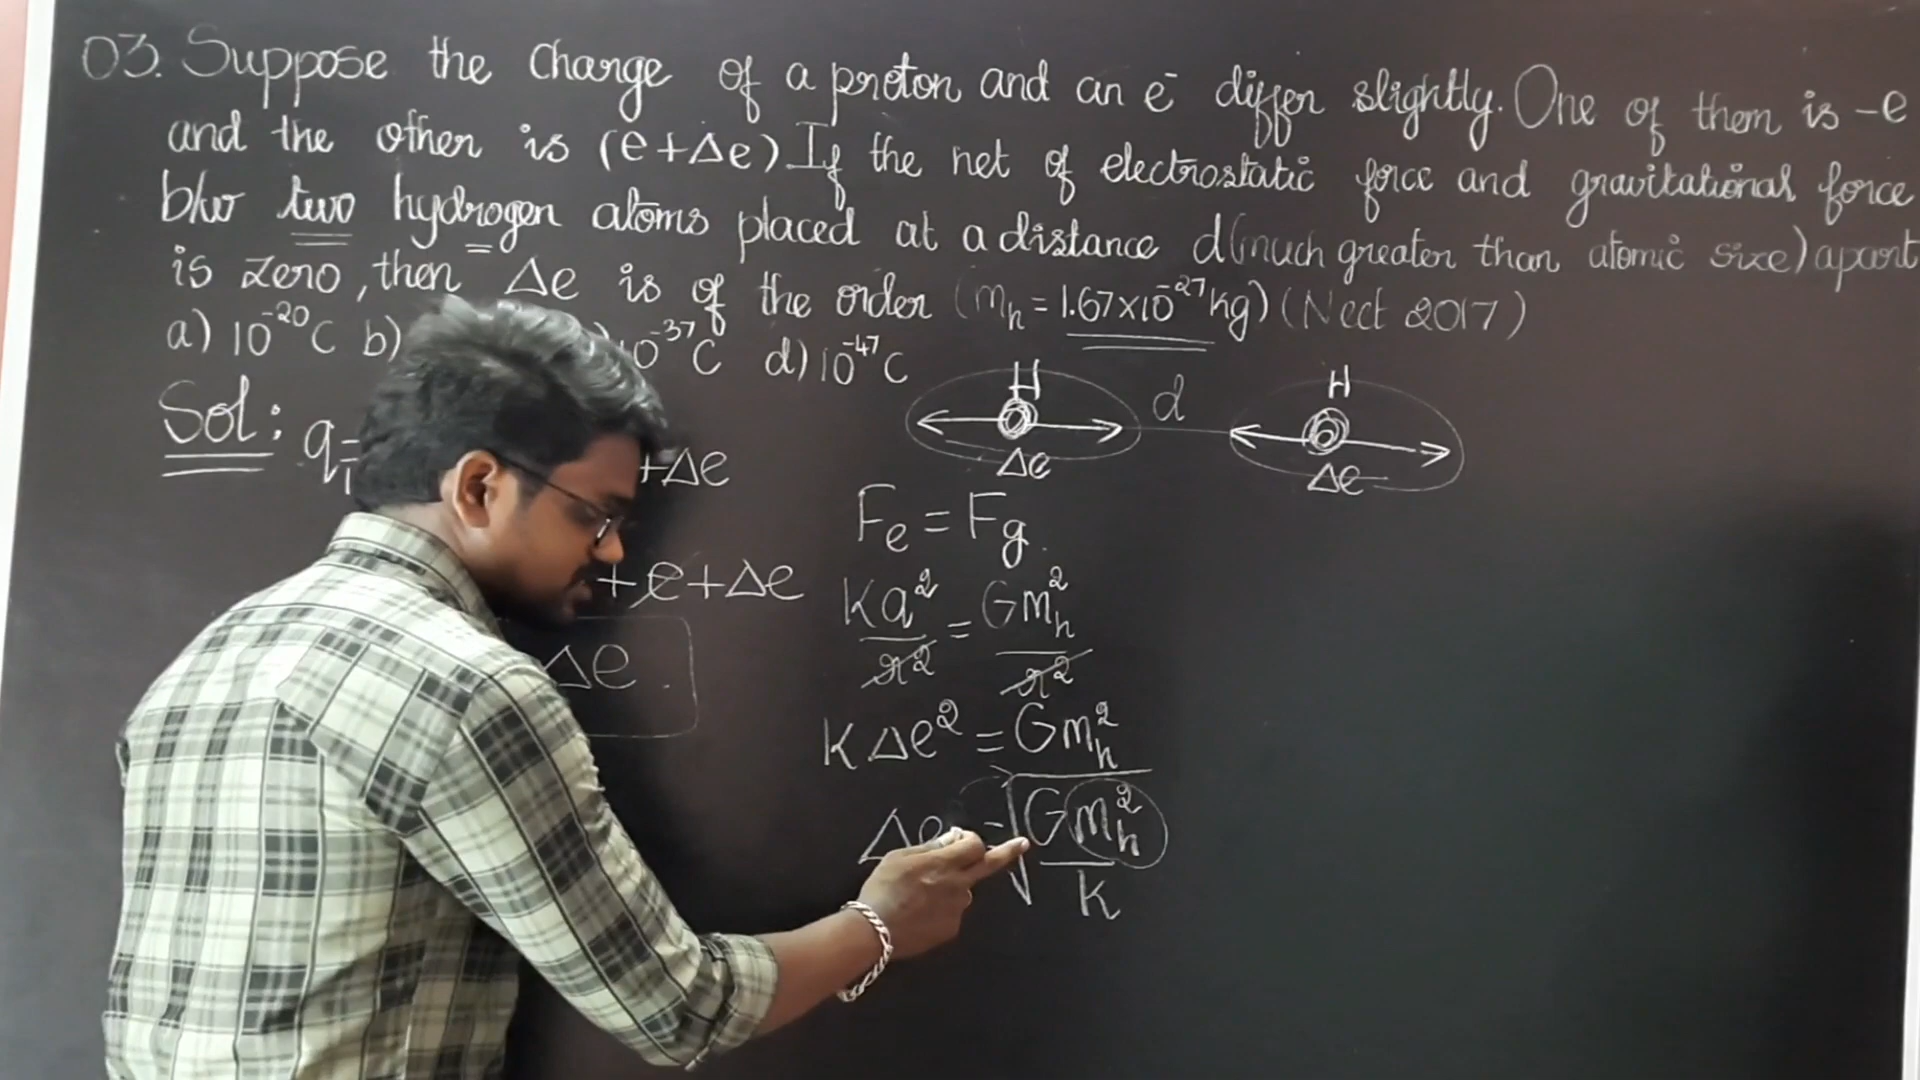 03. Suppose the charge of a proton and an e⁻ differ slightly. One of them is -e
and the other is (e+Δe) If the net of electrostatic force and gravitational force
b/w two hydrogen atoms placed at a distance d(much greater than atomic size) apart
is zero, then Δe is of the order (mₕ = 1.67×10⁻²⁷kg) (Neet 2017)
a) 10⁻²⁰C b) 10⁻³⁷C d) 10⁻⁴⁷C
Sol: q = +Δe
+e+Δe
Δe.
H d H
Δe Δe
Fe = Fg.
Kq²/r² = Gmₕ²/r²
KΔe² = Gmₕ²
Δe = √Gmₕ²/k